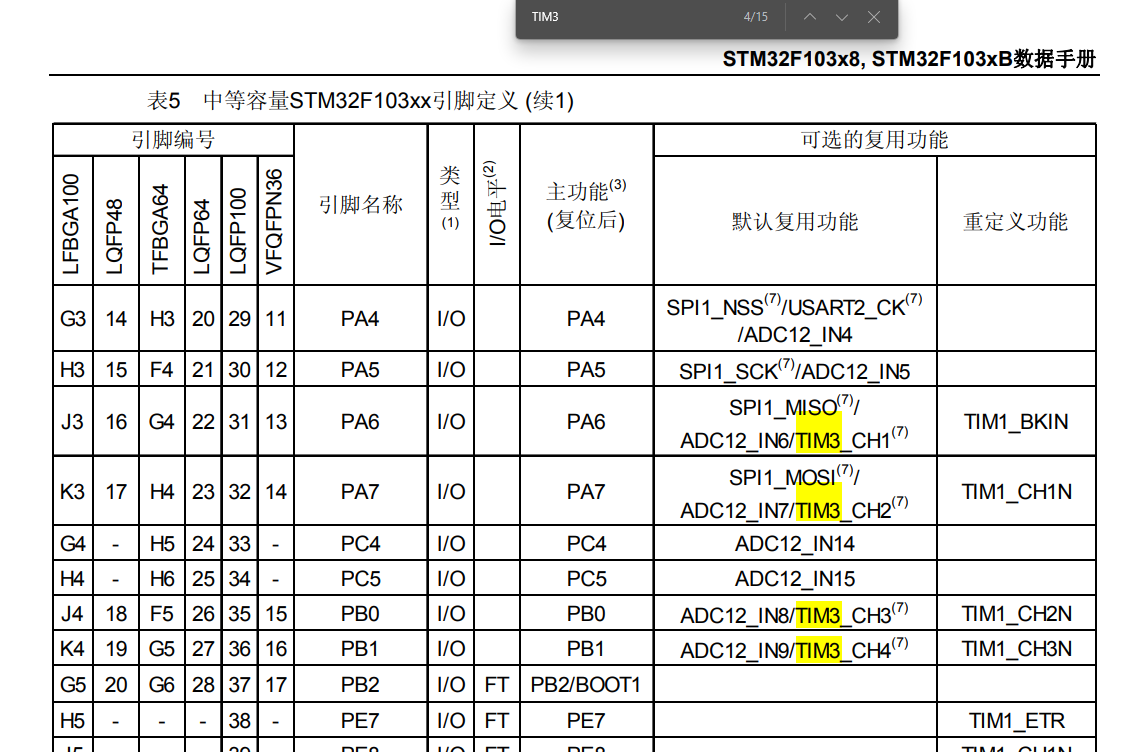 TIM3 4/15
STM32F103x8, STM32F103xB数据手册
表5 中等容量STM32F103xx引脚定义 (续1)
引脚编号 可选的复用功能
LFBGA100 LQFP48 TFBGA64 LQFP64 LQFP100 VFQFPN36 引脚名称 类型(1) I/O电平(2) 主功能(3) (复位后) 默认复用功能 重定义功能
G3 14 H3 20 29 11 PA4 I/O PA4 SPI1_NSS(7)/USART2_CK(7)
/ADC12_IN4
H3 15 F4 21 30 12 PA5 I/O PA5 SPI1_SCK(7)/ADC12_IN5
J3 16 G4 22 31 13 PA6 I/O PA6 SPI1_MISO(7)/
ADC12_IN6/TIM3_CH1(7) TIM1_BKIN
K3 17 H4 23 32 14 PA7 I/O PA7 SPI1_MOSI(7)/
ADC12_IN7/TIM3_CH2(7) TIM1_CH1N
G4 - H5 24 33 - PC4 I/O PC4 ADC12_IN14
H4 - H6 25 34 - PC5 I/O PC5 ADC12_IN15
J4 18 F5 26 35 15 PB0 I/O PB0 ADC12_IN8/TIM3_CH3(7) TIM1_CH2N
K4 19 G5 27 36 16 PB1 I/O PB1 ADC12_IN9/TIM3_CH4(7) TIM1_CH3N
G5 20 G6 28 37 17 PB2 I/O FT PB2/BOOT1
H5 - - - 38 - PE7 I/O FT PE7 TIM1_ETR